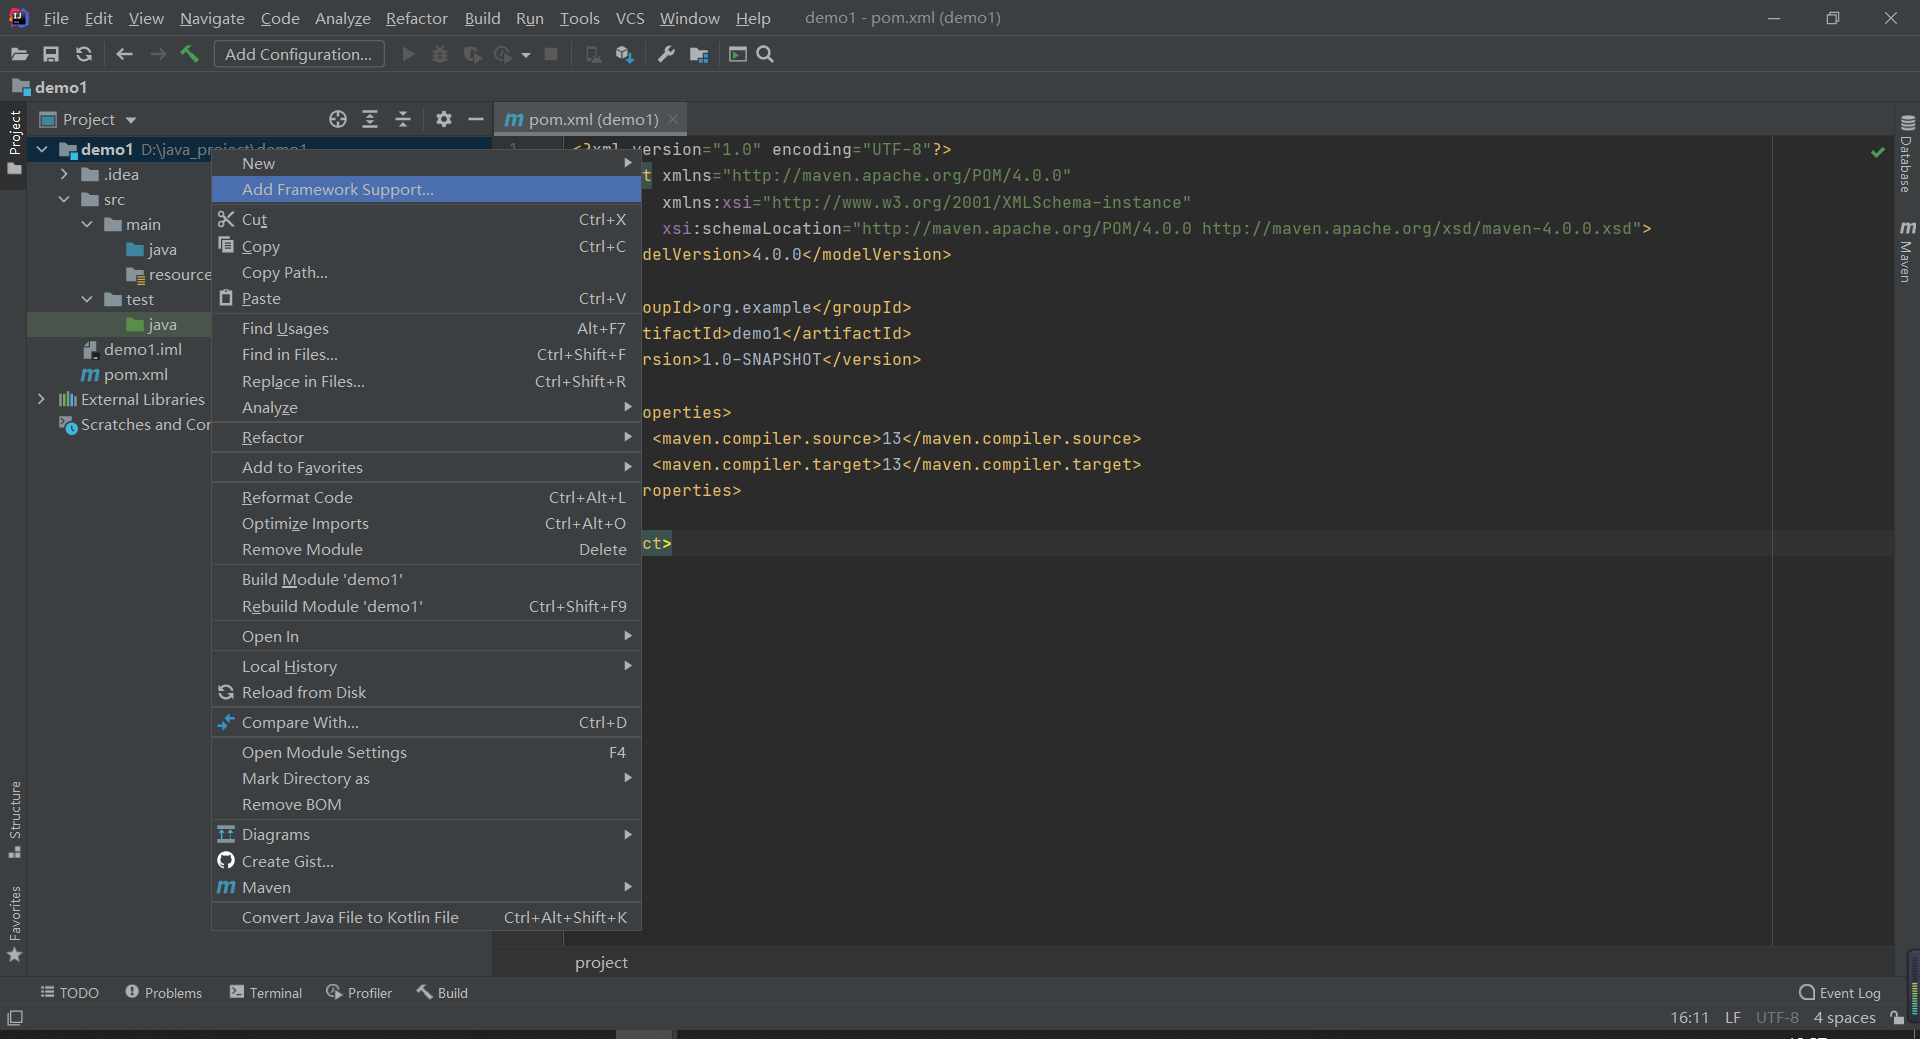 File Edit View Navigate Code Analyze Refactor Build Run Tools VCS Window Help demo1 - pom.xml (demo1)
Add Configuration...
demo1
Project
Project
pom.xml (demo1)
demo1 D:\java_project\demo1
.idea
src
main
java
resource
test
java
demo1.iml
pom.xml
External Libraries
Scratches and Con
New
Add Framework Support...
Cut Ctrl+X
Copy Ctrl+C
Copy Path...
Paste Ctrl+V
Find Usages Alt+F7
Find in Files... Ctrl+Shift+F
Replace in Files... Ctrl+Shift+R
Analyze
Refactor
Add to Favorites
Reformat Code Ctrl+Alt+L
Optimize Imports Ctrl+Alt+O
Remove Module Delete
Build Module 'demo1'
Rebuild Module 'demo1' Ctrl+Shift+F9
Open In
Local History
Reload from Disk
Compare With... Ctrl+D
Open Module Settings F4
Mark Directory as
Remove BOM
Diagrams
Create Gist...
Maven
Convert Java File to Kotlin File Ctrl+Alt+Shift+K
1 <?xml version="1.0" encoding="UTF-8"?>
t xmlns="http://maven.apache.org/POM/4.0.0"
xmlns:xsi="http://www.w3.org/2001/XMLSchema-instance"
xsi:schemaLocation="http://maven.apache.org/POM/4.0.0 http://maven.apache.org/xsd/maven-4.0.0.xsd">
delVersion>4.0.0</modelVersion>
oupId>org.example</groupId>
tifactId>demo1</artifactId>
rsion>1.0-SNAPSHOT</version>
operties>
<maven.compiler.source>13</maven.compiler.source>
<maven.compiler.target>13</maven.compiler.target>
roperties>
ct>
project
Database
Maven
Structure
Favorites
TODO Problems Terminal Profiler Build Event Log
16:11 LF UTF-8 4 spaces